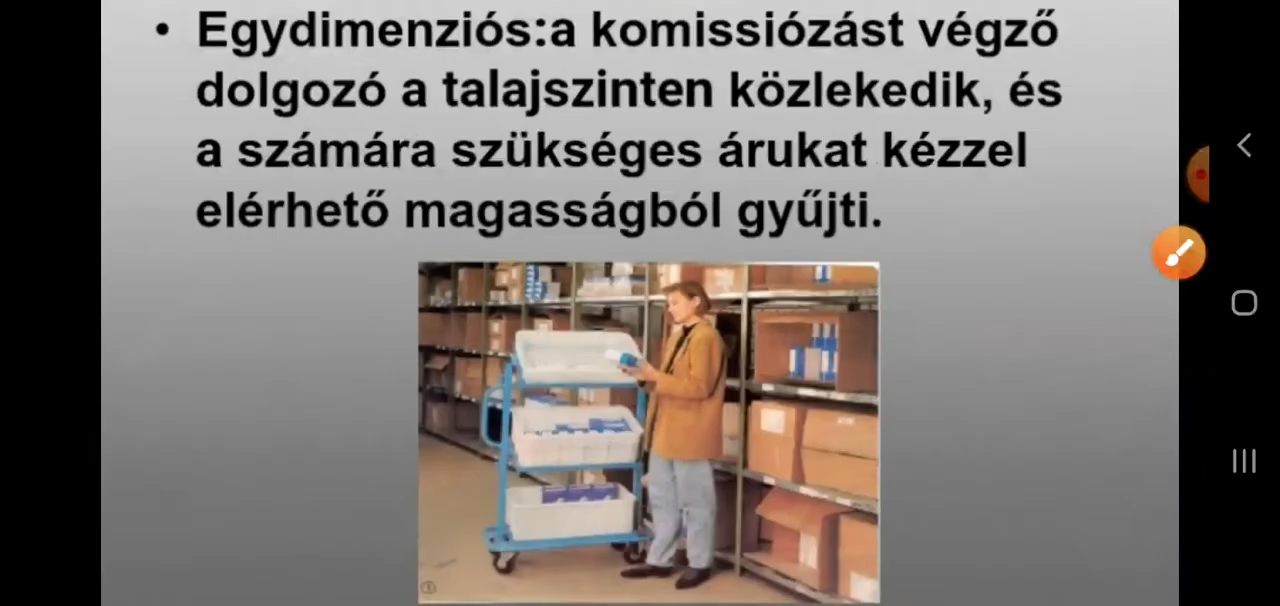 • Egydimenziós:a komissiózást végző
dolgozó a talajszinten közlekedik, és
a számára szükséges árukat kézzel
elérhető magasságból gyűjti.